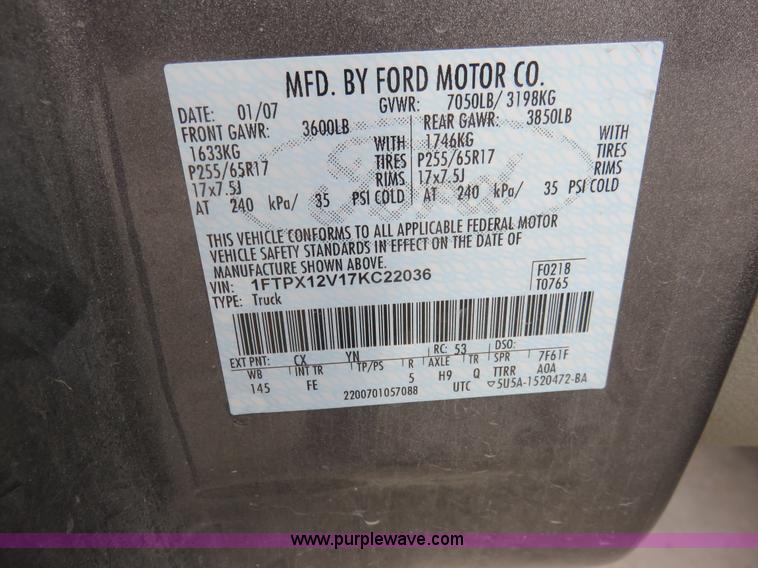 MFD. BY FORD MOTOR CO.
DATE: 01/07 GVWR: 7050LB/ 3198KG
FRONT GAWR: 3600LB REAR GAWR: 3850LB
1633KG WITH 1746KG WITH
P255/65R17 TIRES P255/65R17 TIRES
17x7.5J RIMS 17x7.5J RIMS
AT 240 kPa/ 35 PSI COLD AT 240 kPa/ 35 PSI COLD
Ford
THIS VEHICLE CONFORMS TO ALL APPLICABLE FEDERAL MOTOR
VEHICLE SAFETY STANDARDS IN EFFECT ON THE DATE OF
MANUFACTURE SHOWN ABOVE.
VIN: 1FTPX12V17KC22036 F0218
TYPE: Truck T0765
EXT PNT: CX YN RC: 53 DSO:
WB INT TR TP/PS R AXLE TR SPR 7F61F
145 FE 5 H9 Q TTRR A0A
2200701057088 UTC ▽5U5A-1520472-BA
www.purplewave.com